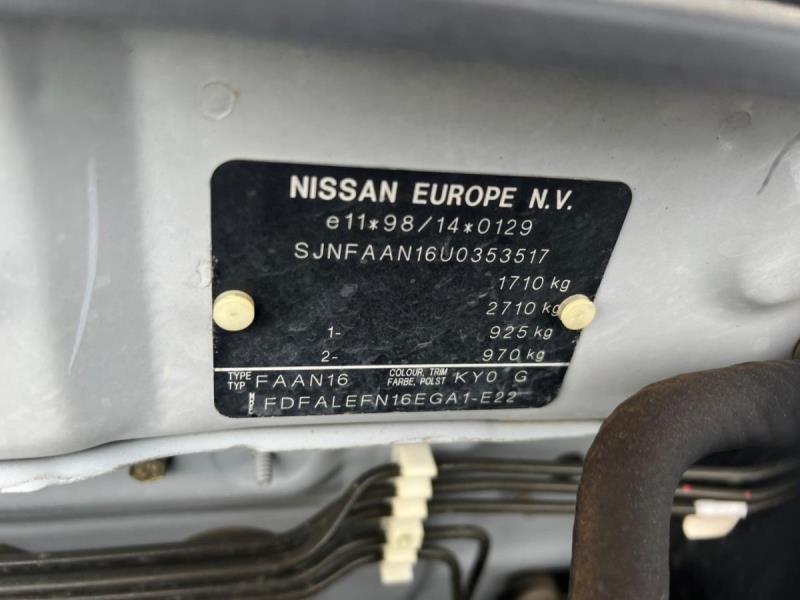 NISSAN EUROPE N.V.
e11*98/14*0129
SJNFAAN16U0353517
1710 kg
2710 kg
1- 925 kg
2- 970 kg
TYPE TYP FAAN16 COLOUR, TRIM FARBE, POLST KY0 G
FDFALEFN16EGA1-E22